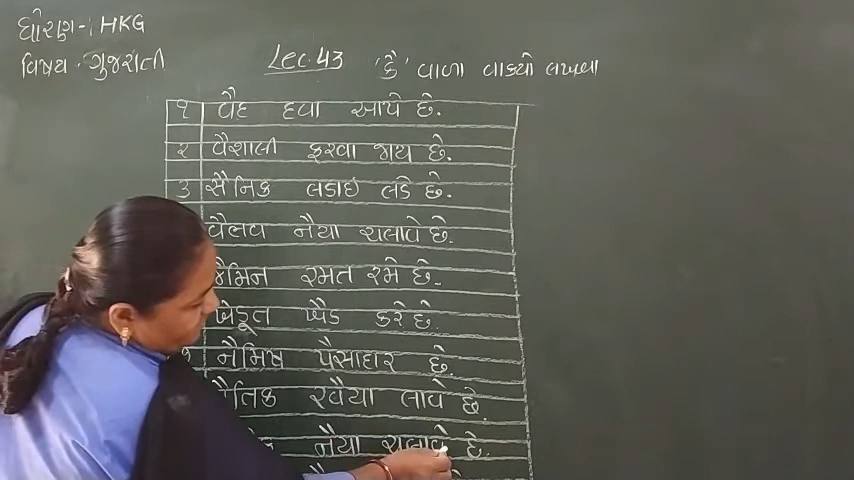 ધોરણ-: HKG
વિષય : ગુજરાતી
Lec. 43 'કૈ' વાળા વાક્યો લખવા
૧ વૈદ દવા આપે છે.
૨ વૈશાલી ફરવા જાય છે.
૩ સૈનિક લડાઇ લડે છે.
વૈભવ નૈયા ચલાવે છે.
જૈમિન રમત રમે છે.
ખેડૂત ખૈડ કરે છે.
નૈમિષ પૈસાદાર છે.
રવૈયા લાવે છે.
નૈયા ચલાવે છે.